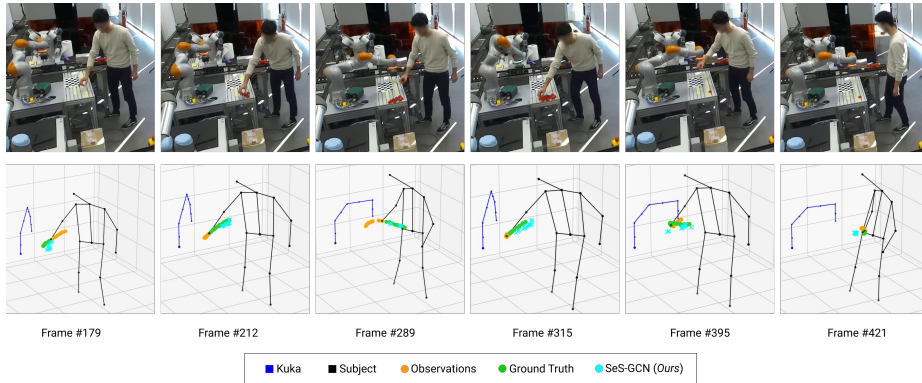 Frame #179 Frame #212 Frame #289 Frame #315 Frame #395 Frame #421
Kuka Subject Observations Ground Truth SeS-GCN (Ours)